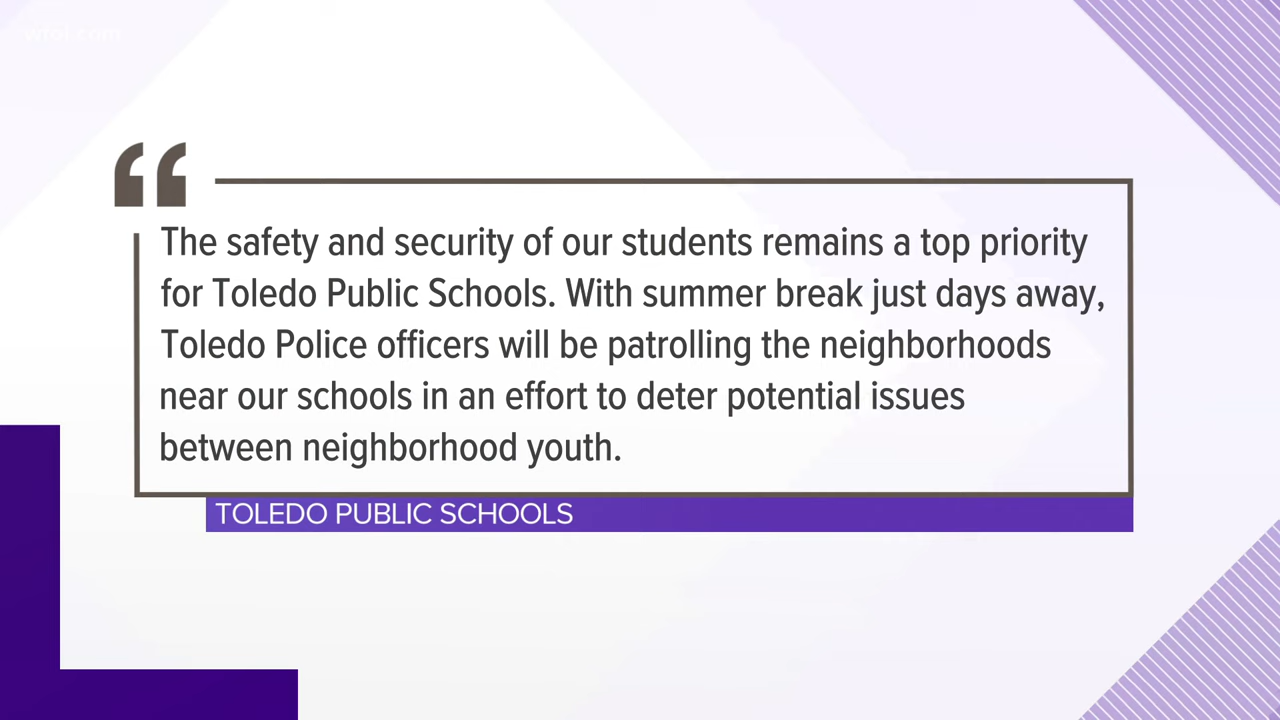 wtol.com
The safety and security of our students remains a top priority
for Toledo Public Schools. With summer break just days away,
Toledo Police officers will be patrolling the neighborhoods
near our schools in an effort to deter potential issues
between neighborhood youth.
TOLEDO PUBLIC SCHOOLS